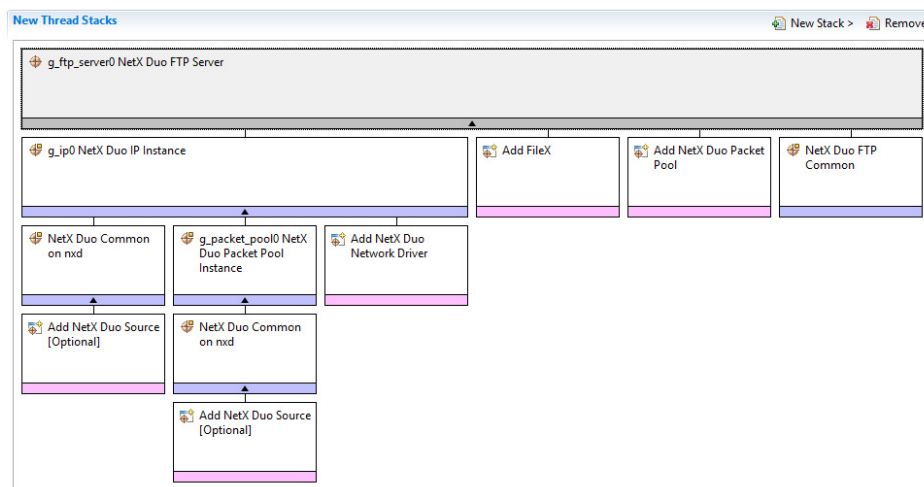 New Thread Stacks
New Stack > Remove
g_ftp_server0 NetX Duo FTP Server
g_ip0 NetX Duo IP Instance
Add FileX
Add NetX Duo Packet
Pool
NetX Duo FTP
Common
NetX Duo Common
on nxd
g_packet_pool0 NetX
Duo Packet Pool
Instance
Add NetX Duo
Network Driver
Add NetX Duo Source
[Optional]
NetX Duo Common
on nxd
Add NetX Duo Source
[Optional]